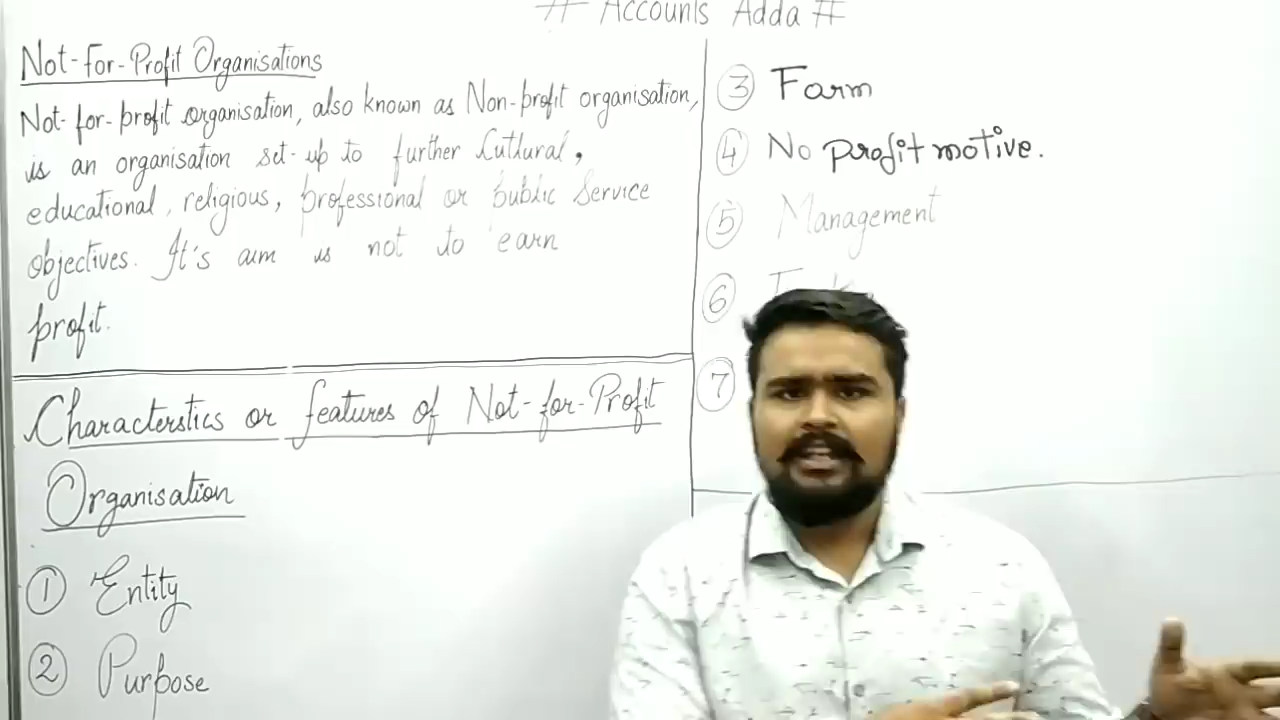 # Accounts Adda #
Not-For-Profit Organisations
Not-for-profit organisation, also known as Non-profit organisation,
is an organisation set-up to further Cuthural,
educational, religious, professional or public Service
objectives. It's aim is not to earn
profit.
Characterstics or features of Not-for-Profit
Organisation
① Entity
② Purpose
③ Farm
④ No profit motive.
⑤ Management
⑥
⑦